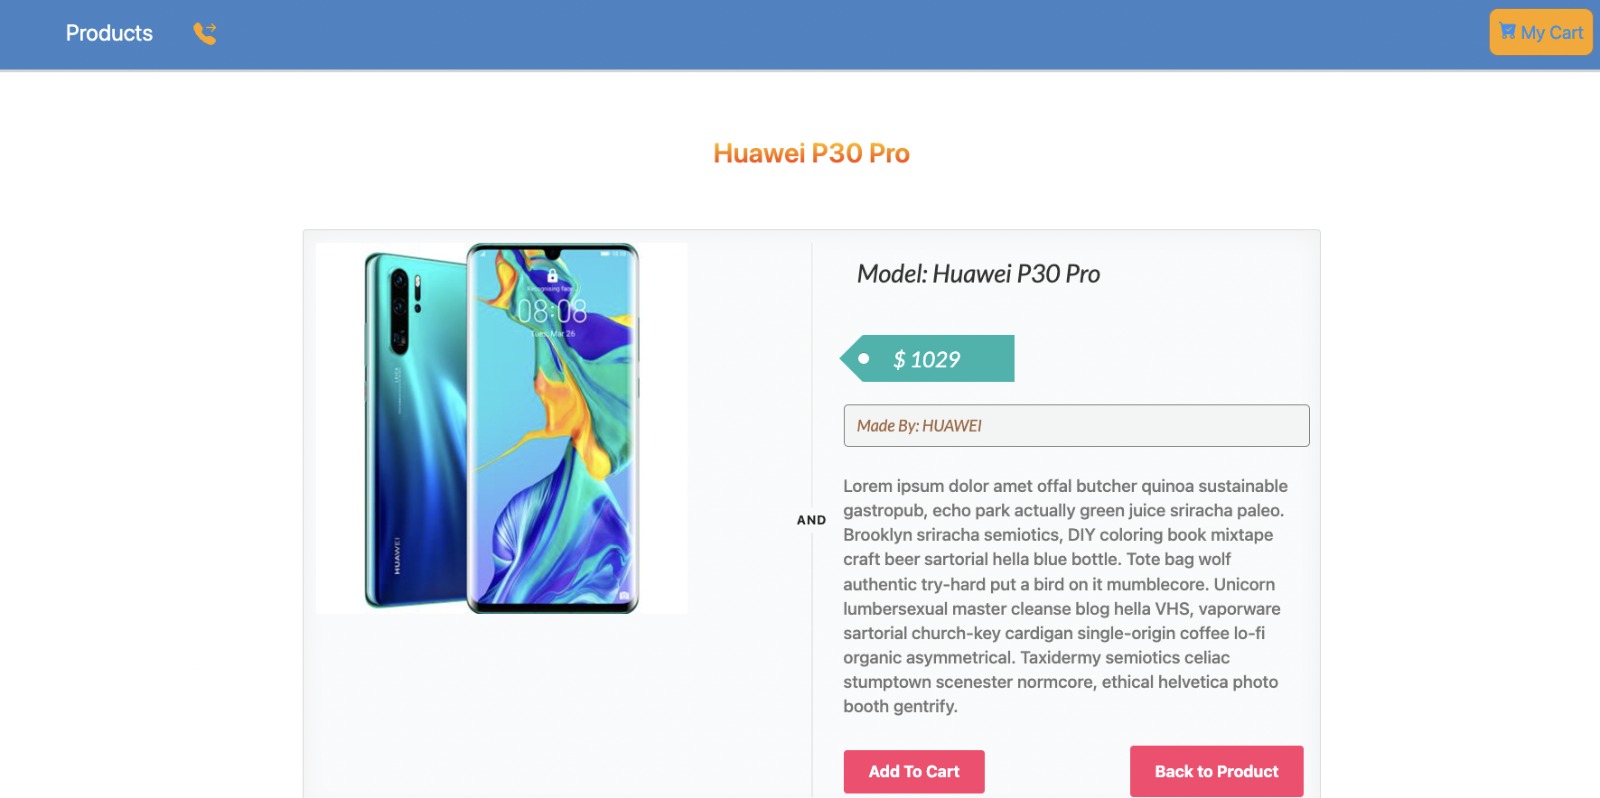 Products
My Cart
Huawei P30 Pro
08:08
Tues, Mar 26
HUAWEI
AND
Model: Huawei P30 Pro
$ 1029
Made By: HUAWEI
Lorem ipsum dolor amet offal butcher quinoa sustainable
gastropub, echo park actually green juice sriracha paleo.
Brooklyn sriracha semiotics, DIY coloring book mixtape
craft beer sartorial hella blue bottle. Tote bag wolf
authentic try-hard put a bird on it mumblecore. Unicorn
lumbersexual master cleanse blog hella VHS, vaporware
sartorial church-key cardigan single-origin coffee lo-fi
organic asymmetrical. Taxidermy semiotics celiac
stumptown scenester normcore, ethical helvetica photo
booth gentrify.
Add To Cart
Back to Product